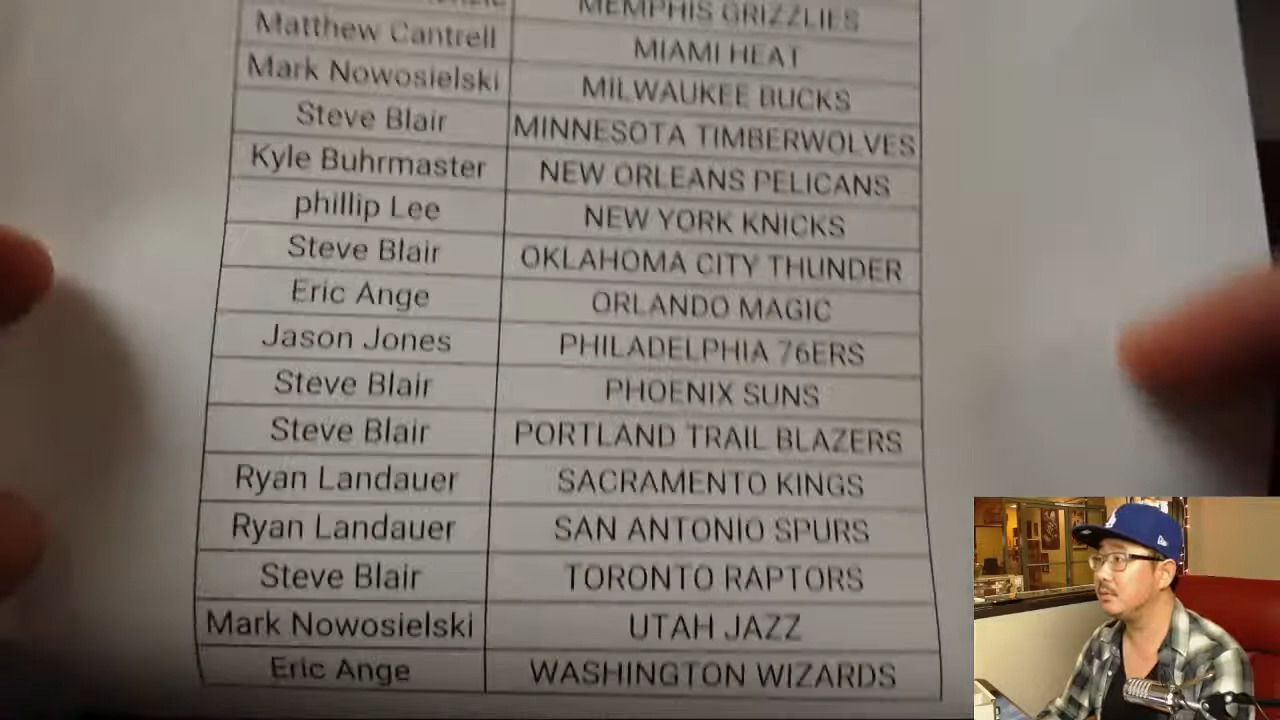 MEMPHIS GRIZZLIES
Matthew Cantrell MIAMI HEAT
Mark Nowosielski MILWAUKEE BUCKS
Steve Blair MINNESOTA TIMBERWOLVES
Kyle Buhrmaster NEW ORLEANS PELICANS
phillip Lee NEW YORK KNICKS
Steve Blair OKLAHOMA CITY THUNDER
Eric Ange ORLANDO MAGIC
Jason Jones PHILADELPHIA 76ERS
Steve Blair PHOENIX SUNS
Steve Blair PORTLAND TRAIL BLAZERS
Ryan Landauer SACRAMENTO KINGS
Ryan Landauer SAN ANTONIO SPURS
Steve Blair TORONTO RAPTORS
Mark Nowosielski UTAH JAZZ
Eric Ange WASHINGTON WIZARDS